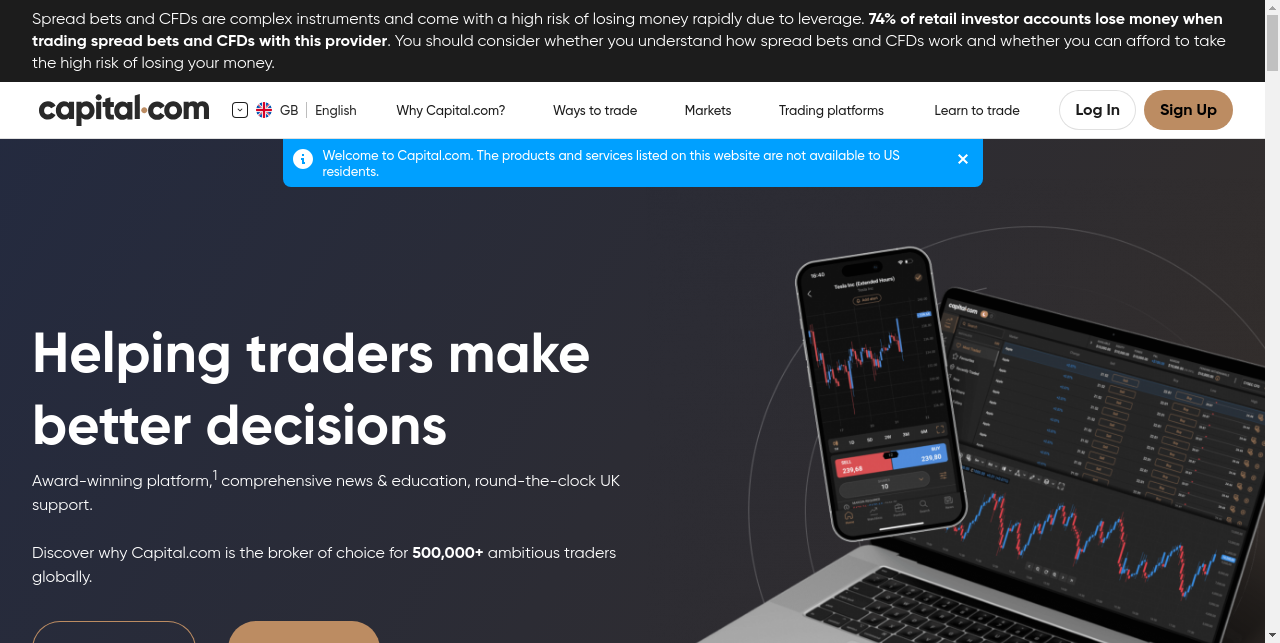 Spread bets and CFDs are complex instruments and come with a high risk of losing money rapidly due to leverage. 74% of retail investor accounts lose money when
trading spread bets and CFDs with this provider. You should consider whether you understand how spread bets and CFDs work and whether you can afford to take
the high risk of losing your money.
capital.com
GB English
Why Capital.com?
Ways to trade
Markets
Trading platforms
Learn to trade
Log In
Sign Up
Welcome to Capital.com. The products and services listed on this website are not available to US
residents.
Helping traders make
better decisions
Award-winning platform,1 comprehensive news & education, round-the-clock UK
support.
Discover why Capital.com is the broker of choice for 500,000+ ambitious traders
globally.
16:40
Tesla Inc (Extended Hours)
SELL
239,68
BUY
239,80
10
capital.com